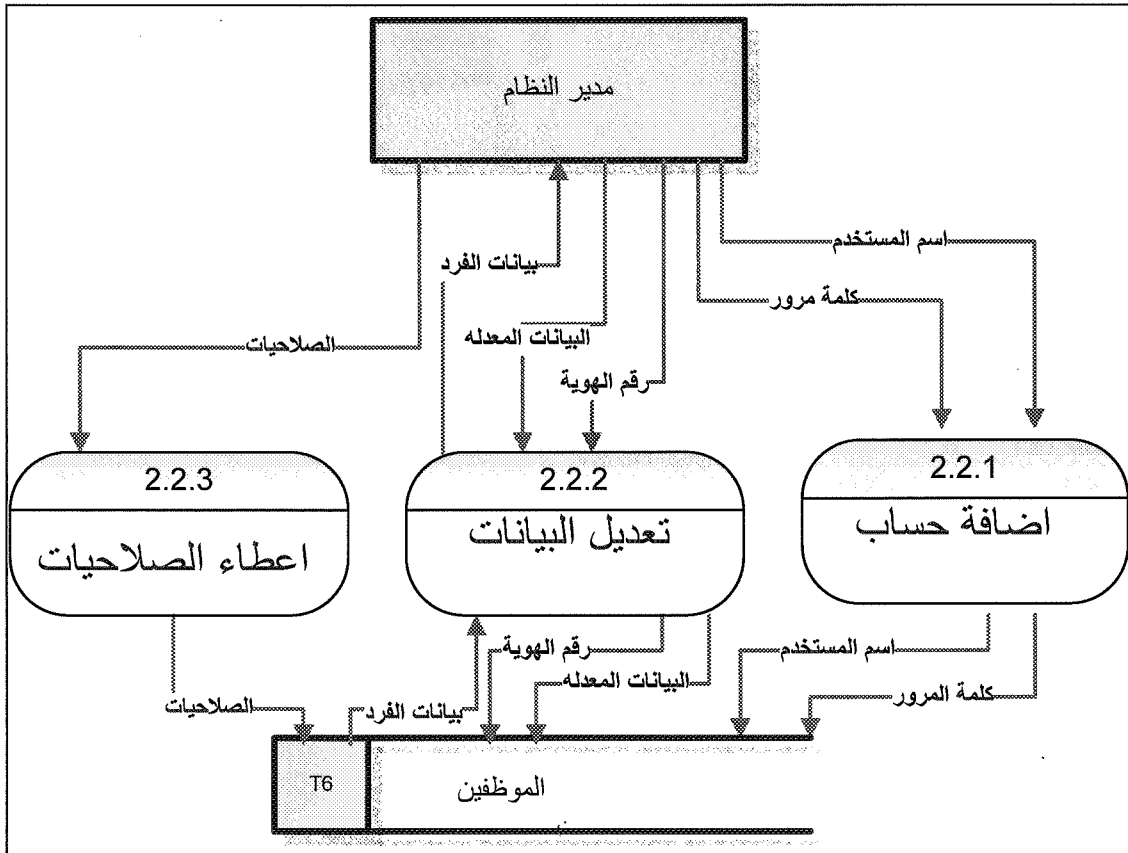 مدير النظام
اسم المستخدم
بيانات الفرد
كلمة مرور
البيانات المعدله
الصلاحيات
رقم الهوية
2.2.1
اضافة حساب
2.2.2
تعديل البيانات
2.2.3
اعطاء الصلاحيات
اسم المستخدم
رقم الهوية
البيانات المعدله
كلمة المرور
بيانات الفرد
الصلاحيات
T6
الموظفين